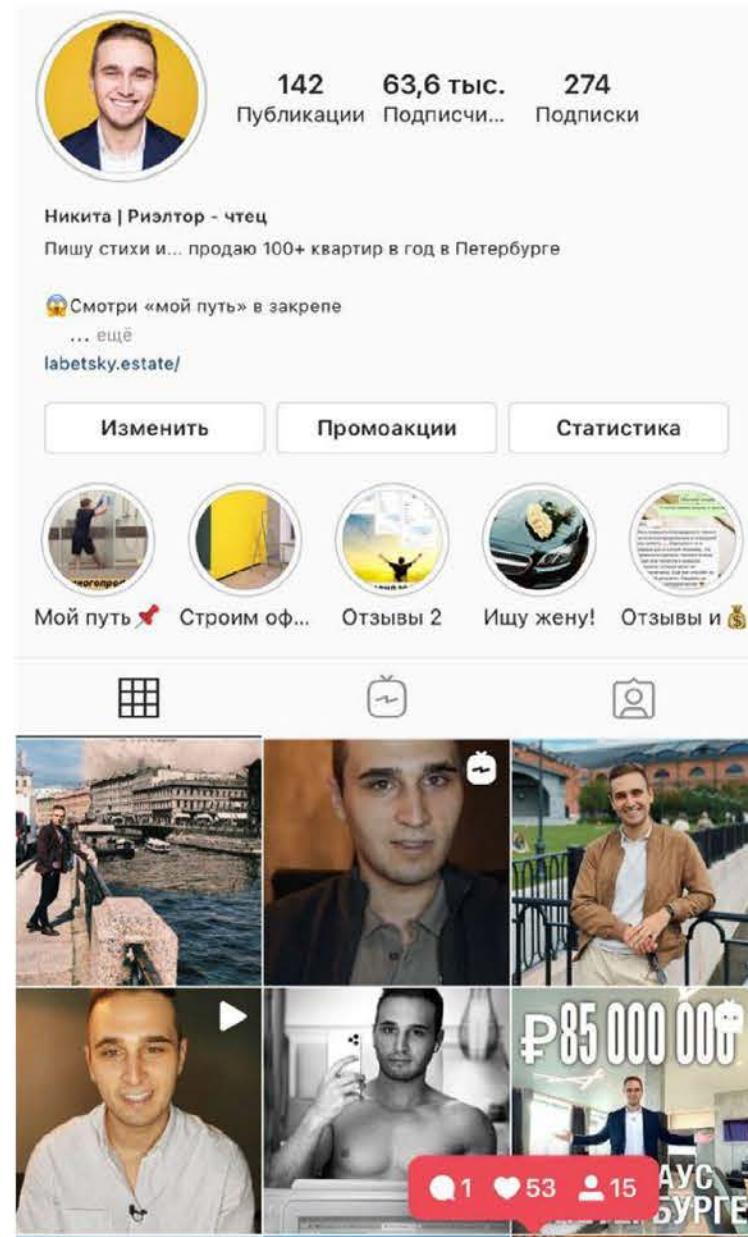 142 63,6 тыс. 274
Публикации Подписчи... Подписки
Никита | Риэлтор - чтец
Пишу стихи и... продаю 100+ квартир в год в Петербурге
😱Смотри «мой путь» в закрепе
... ещё
labetsky.estate/
Изменить Промоакции Статистика
Мой путь📌 Строим оф... Отзывы 2 Ищу жену! Отзывы и💰
₽85 000 000
АУС
БУРГЕ
1 53 15